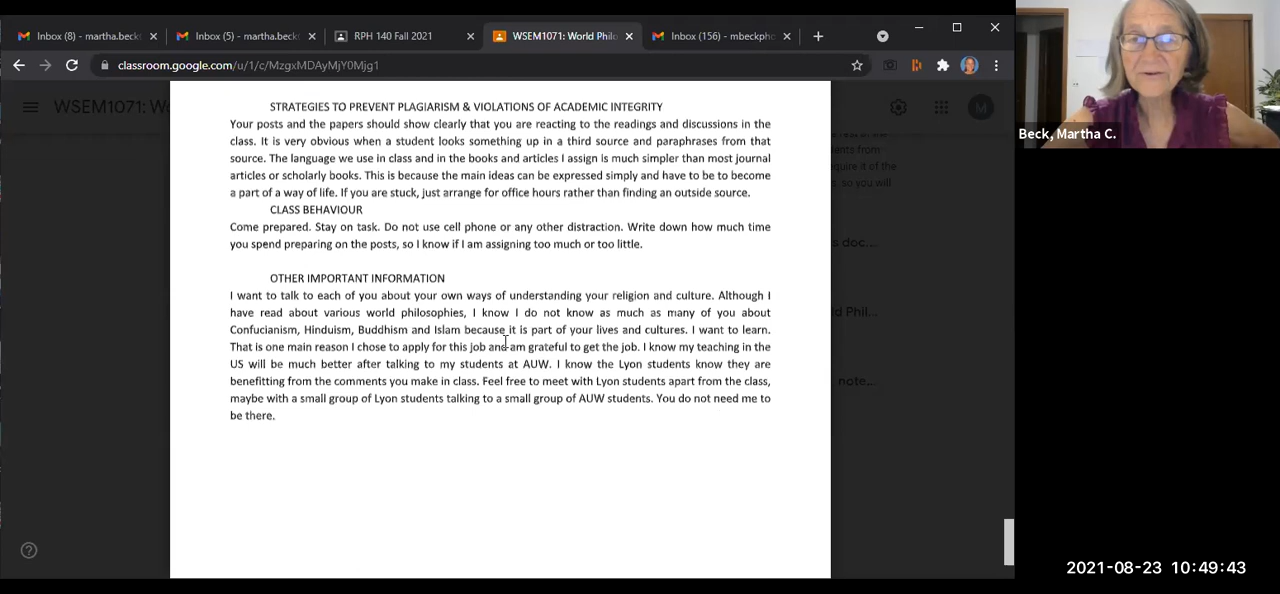 Inbox (8) - martha.beck
Inbox (5) - martha.beck
RPH 140 Fall 2021
WSEM1071: World Philo
Inbox (156) - mbeckph
classroom.google.com/u/1/c/MzgxMDAyMjY0Mjg1
WSEM1071: W
M
Beck, Martha C.
STRATEGIES TO PREVENT PLAGIARISM & VIOLATIONS OF ACADEMIC INTEGRITY
Your posts and the papers should show clearly that you are reacting to the readings and discussions in the
class. It is very obvious when a student looks something up in a third source and paraphrases from that
source. The language we use in class and in the books and articles I assign is much simpler than most journal
articles or scholarly books. This is because the main ideas can be expressed simply and have to be to become
a part of a way of life. If you are stuck, just arrange for office hours rather than finding an outside source.
CLASS BEHAVIOUR
Come prepared. Stay on task. Do not use cell phone or any other distraction. Write down how much time
you spend preparing on the posts, so I know if I am assigning too much or too little.
OTHER IMPORTANT INFORMATION
I want to talk to each of you about your own ways of understanding your religion and culture. Although I
have read about various world philosophies, I know I do not know as much as many of you about
Confucianism, Hinduism, Buddhism and Islam because it is part of your lives and cultures. I want to learn.
That is one main reason I chose to apply for this job and am grateful to get the job. I know my teaching in the
US will be much better after talking to my students at AUW. I know the Lyon students know they are
benefitting from the comments you make in class. Feel free to meet with Lyon students apart from the class,
maybe with a small group of Lyon students talking to a small group of AUW students. You do not need me to
be there.
ents from
quire it of the
so you will
s doc...
ld Phil...
note...
2021-08-23 10:49:43